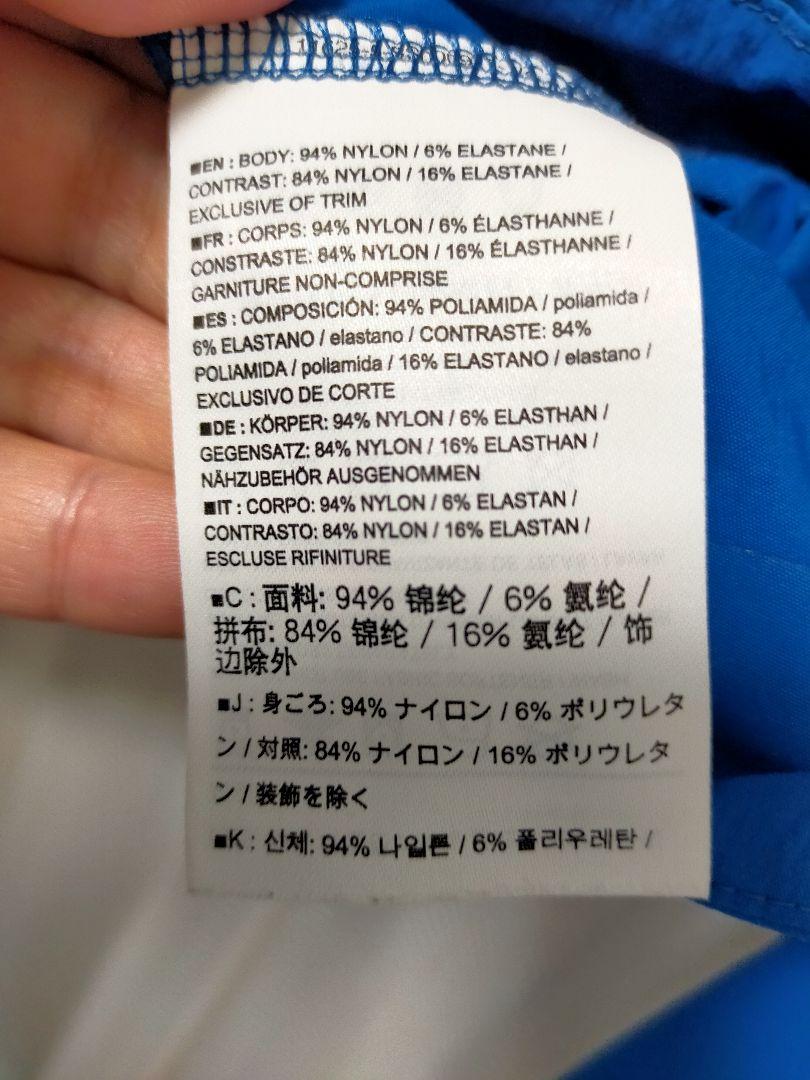 ■EN : BODY: 94% NYLON / 6% ELASTANE /
CONTRAST: 84% NYLON / 16% ELASTANE /
EXCLUSIVE OF TRIM
■FR : CORPS: 94% NYLON / 6% ÉLASTHANNE /
CONSTRASTE: 84% NYLON / 16% ÉLASTHANNE /
GARNITURE NON-COMPRISE
■ES : COMPOSICIÓN: 94% POLIAMIDA / poliamida /
6% ELASTANO / elastano / CONTRASTE: 84%
POLIAMIDA / poliamida / 16% ELASTANO / elastano /
EXCLUSIVO DE CORTE
■DE : KÖRPER: 94% NYLON / 6% ELASTHAN /
GEGENSATZ: 84% NYLON / 16% ELASTHAN /
NÄHZUBEHÖR AUSGENOMMEN
■IT : CORPO: 94% NYLON / 6% ELASTAN /
CONTRASTO: 84% NYLON / 16% ELASTAN /
ESCLUSE RIFINITURE
■C : 面料: 94% 锦纶 / 6% 氨纶 /
拼布: 84% 锦纶 / 16% 氨纶 / 饰
边除外
■J : 身ごろ: 94% ナイロン / 6% ポリウレタ
ン / 対照: 84% ナイロン / 16% ポリウレタ
ン / 装飾を除く
■K : 신체: 94% 나일론 / 6% 폴리우레탄 /